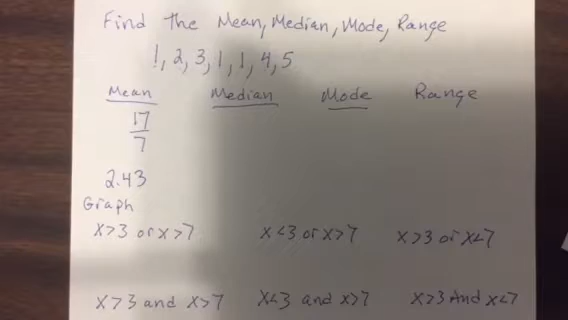 Find the Mean, Median, Mode, Range
1, 2, 3, 1, 1, 4, 5
Mean Median Mode Range
17
7
2.43
Graph
x>3 or x>7 x<3 or x>7 x>3 or x<7
x>3 and x>7 x<3 and x>7 x>3 And x<7